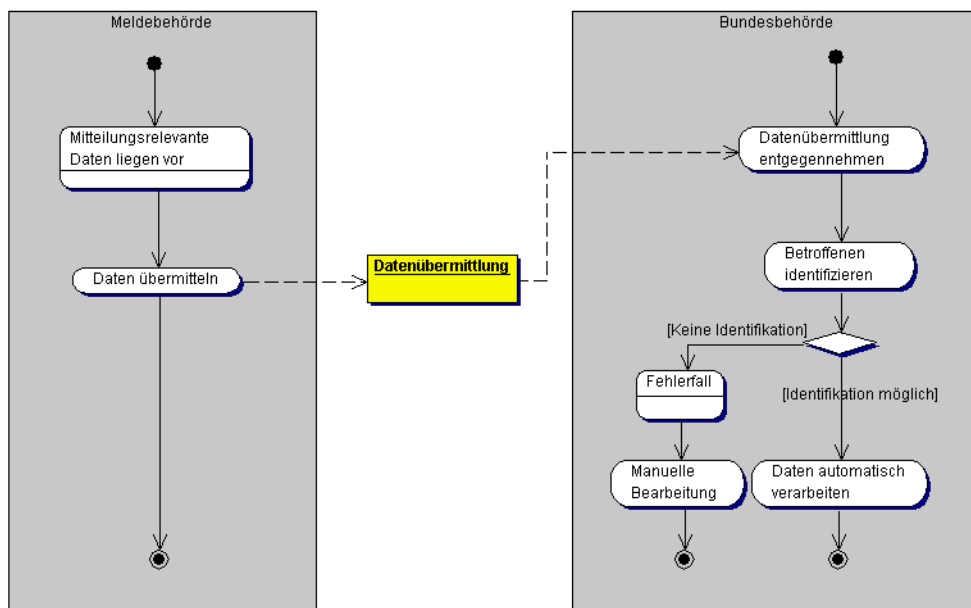 Meldebehörde
Mitteilungsrelevante
Daten liegen vor
Daten übermitteln
Datenübermittlung
Bundesbehörde
Datenübermittlung
entgegennehmen
Betroffenen
identifizieren
[Keine Identifikation]
Fehlerfall
[Identifikation möglich]
Manuelle
Bearbeitung
Daten automatisch
verarbeiten